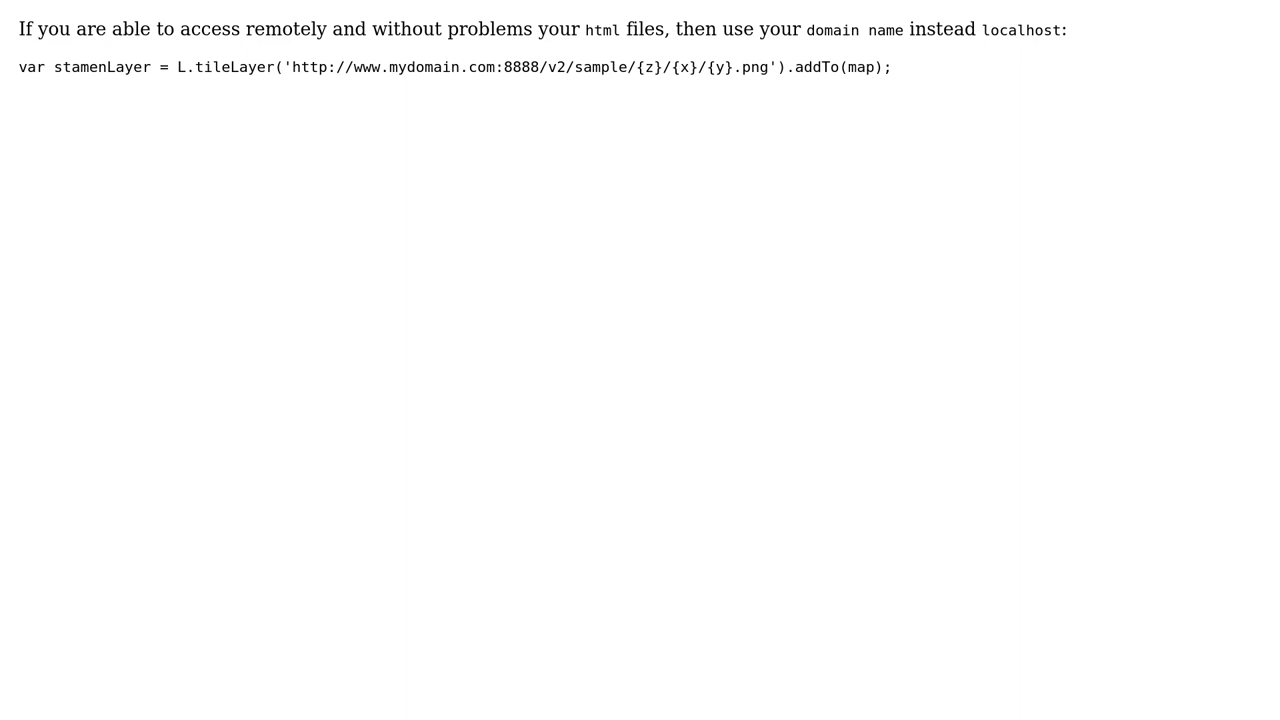 If you are able to access remotely and without problems your html files, then use your domain name instead localhost:
var stamenLayer = L.tileLayer('http://www.mydomain.com:8888/v2/sample/{z}/{x}/{y}.png').addTo(map);